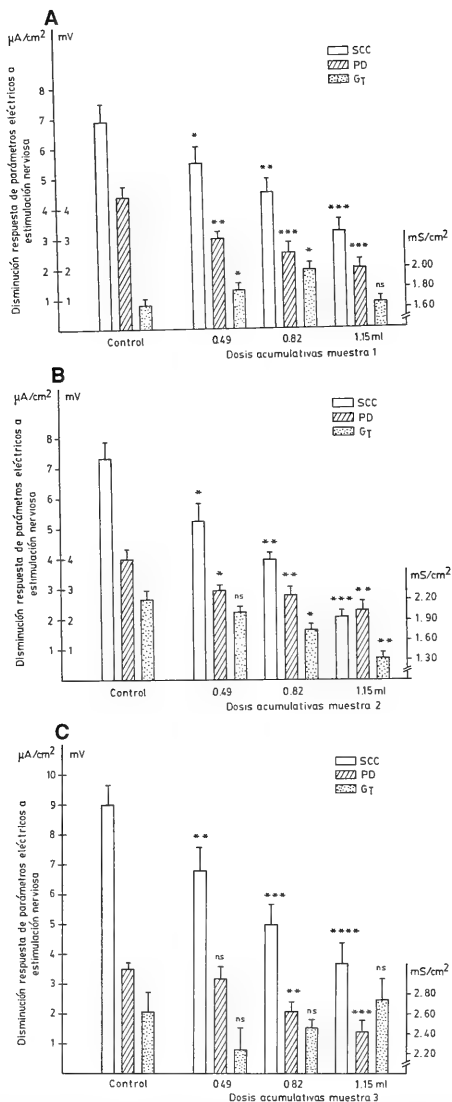 A
μA/cm² mV
Disminución respuesta de parámetros eléctricos a
estimulación nerviosa
SCC
PD
G_T
8
7
6
5
4 4
3 3
2 2
1 1
* ** *
** *** *
*** *** ns
mS/cm²
2.00
1.80
1.60
Control 0.49 0.82 1.15 ml
Dosis acumulativas muestra 1
B
μA/cm² mV
Disminución respuesta de parámetros eléctricos a
estimulación nerviosa
SCC
PD
G_T
8
7
6
5
4 4
3 3
2 2
1 1
* * ns
** ** *
*** ** **
mS/cm²
2.20
1.90
1.60
1.30
Control 0.49 0.82 1.15 ml
Dosis acumulativas muestra 2
C
μA/cm² mV
Disminución respuesta de parámetros eléctricos a
estimulación nerviosa
SCC
PD
G_T
10
9
8
7
6
5
4 4
3 3
2 2
1 1
** ns ns
*** ** ns
**** *** ns
mS/cm²
2.80
2.60
2.40
2.20
Control 0.49 0.82 1.15 ml
Dosis acumulativas muestra 3